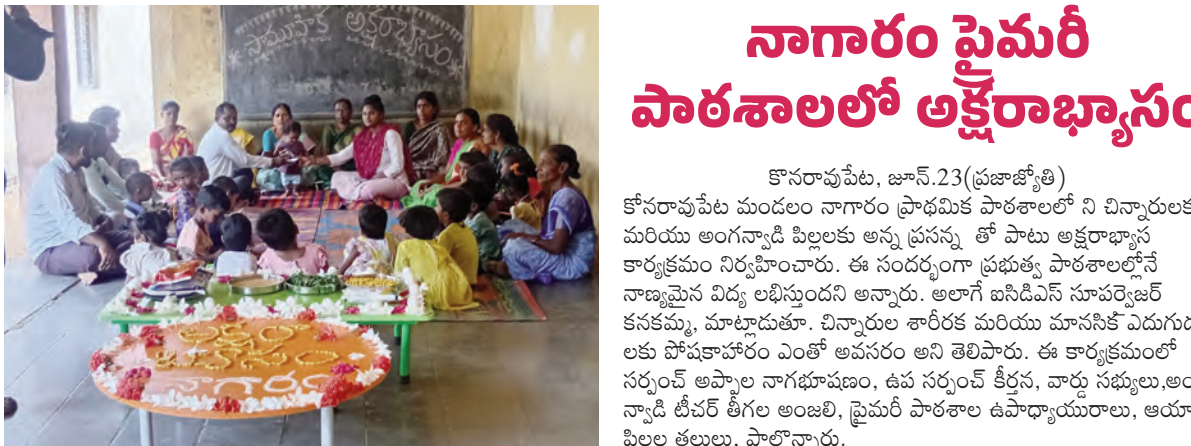 సామూహిక అక్షరాభ్యాసం
నాగారం
నాగారం ప్రైమరీ
పాఠశాలలో అక్షరాభ్యాసం
కొనరావుపేట, జూన్.23(ప్రజాజ్యోతి)
కోనరావుపేట మండలం నాగారం ప్రాథమిక పాఠశాలలో ని చిన్నారులక
మరియు అంగన్వాడి పిల్లలకు అన్న ప్రసన్న తో పాటు అక్షరాభ్యాస
కార్యక్రమం నిర్వహించారు. ఈ సందర్భంగా ప్రభుత్వ పాఠశాలల్లోనే
నాణ్యమైన విద్య లభిస్తుందని అన్నారు. అలాగే ఐసిడిఎస్ సూపర్వైజర్
కనకమ్మ, మాట్లాడుతూ. చిన్నారుల శారీరక మరియు మానసిక ఎదుగుద
లకు పోషకాహారం ఎంతో అవసరం అని తెలిపారు. ఈ కార్యక్రమంలో
సర్పంచ్ అప్పాల నాగభూషణం, ఉప సర్పంచ్ కీర్తన, వార్డు సభ్యులు,అం
న్వాడి టీచర్ తీగల అంజలి, ప్రైమరీ పాఠశాల ఉపాధ్యాయురాలు, ఆయా
పిల్లల తల్లులు. పాల్గొన్నారు.